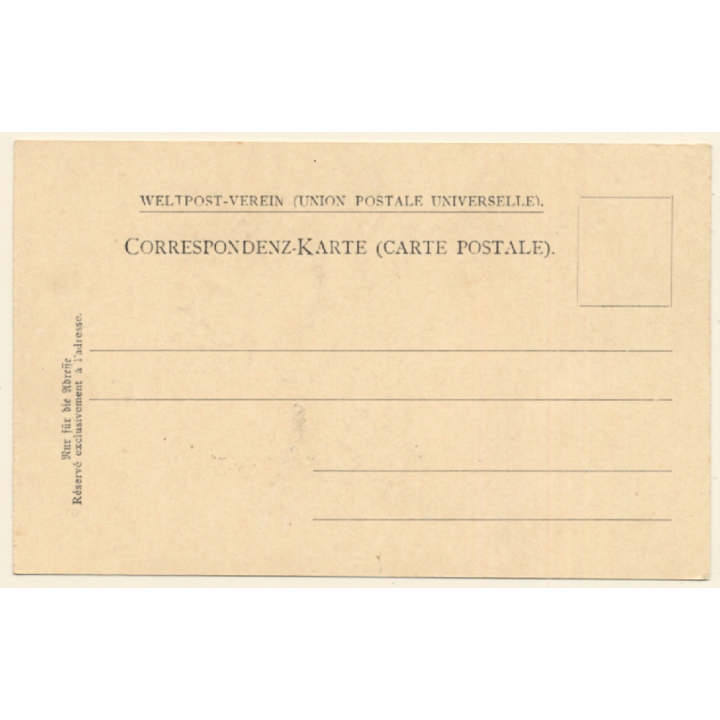 WELTPOST-VEREIN (UNION POSTALE UNIVERSELLE).
CORRESPONDENZ-KARTE (CARTE POSTALE).
Nur für die Adresse
Réservé exclusivement à l'adresse.